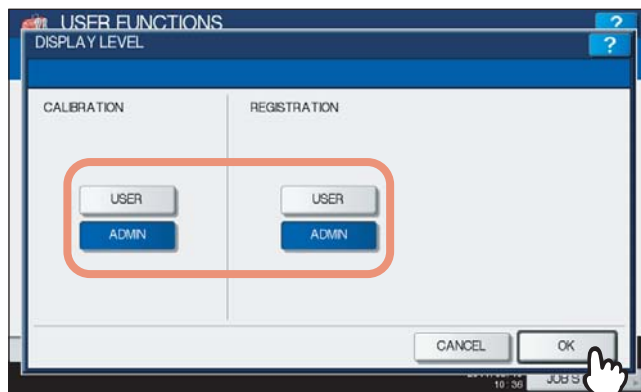 USER FUNCTIONS
?
DISPLAY LEVEL
?
CALIBRATION
REGISTRATION
USER
USER
ADMIN
ADMIN
CANCEL
OK
10:36
JOB S